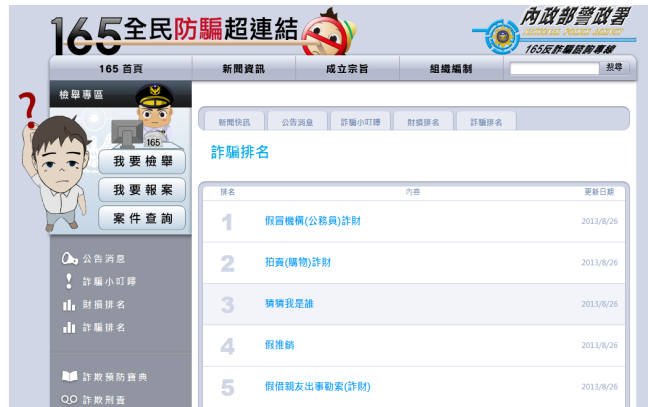 165全民防騙超連結
內政部警政署
NATIONAL POLICE AGENCY
165反詐騙諮詢專線
165 首頁
新聞資訊
成立宗旨
組織編制
搜尋
檢舉專區
165
我要檢舉
我要報案
案件查詢
公告消息
詐騙小叮嚀
財損排名
詐騙排名
詐欺預防寶典
詐欺刑責
新聞快訊
公告消息
詐騙小叮嚀
財損排名
詐騙排名
詐騙排名
排名 內容 更新日期
1 假冒機構(公務員)詐財 2013/8/26
2 拍賣(購物)詐財 2013/8/26
3 猜猜我是誰 2013/8/26
4 假推銷 2013/8/26
5 假借親友出事勒索(詐財) 2013/8/26